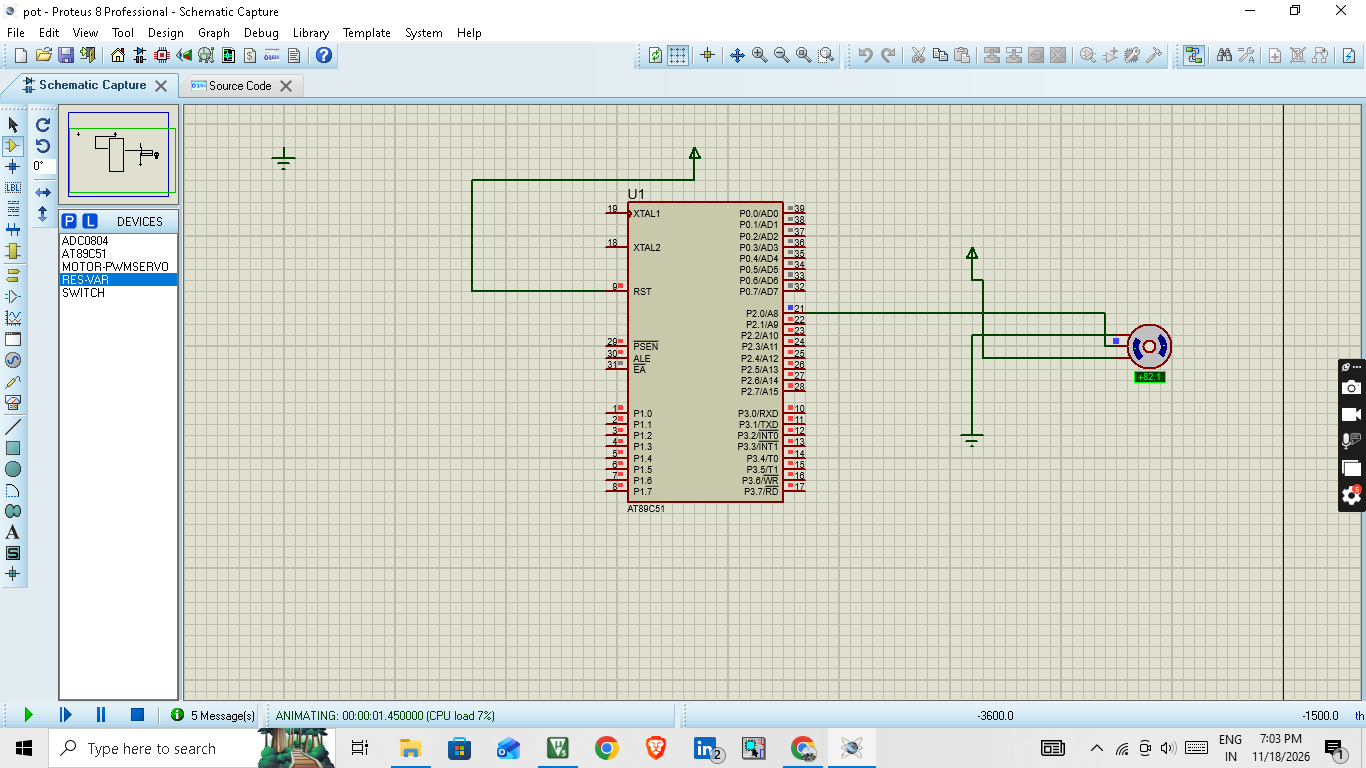 pot - Proteus 8 Professional - Schematic Capture
File Edit View Tool Design Graph Debug Library Template System Help
Schematic Capture
Source Code
0°
LBL
P L DEVICES
ADC0804
AT89C51
MOTOR-PWMSERVO
RES-VAR
SWITCH
A
S
U1
19 XTAL1
18 XTAL2
9 RST
29 PSEN
30 ALE
31 EA
1 P1.0
2 P1.1
3 P1.2
4 P1.3
5 P1.4
6 P1.5
7 P1.6
8 P1.7
P0.0/AD0 39
P0.1/AD1 38
P0.2/AD2 37
P0.3/AD3 36
P0.4/AD4 35
P0.5/AD5 34
P0.6/AD6 33
P0.7/AD7 32
P2.0/A8 21
P2.1/A9 22
P2.2/A10 23
P2.3/A11 24
P2.4/A12 25
P2.5/A13 26
P2.6/A14 27
P2.7/A15 28
P3.0/RXD 10
P3.1/TXD 11
P3.2/INT0 12
P3.3/INT1 13
P3.4/T0 14
P3.5/T1 15
P3.6/WR 16
P3.7/RD 17
AT89C51
+82.1
5 Message(s)
ANIMATING: 00:00:01.450000 (CPU load 7%)
-3600.0
-1500.0
th
Type here to search
in 2
ENG
IN
7:03 PM
11/18/2026
1